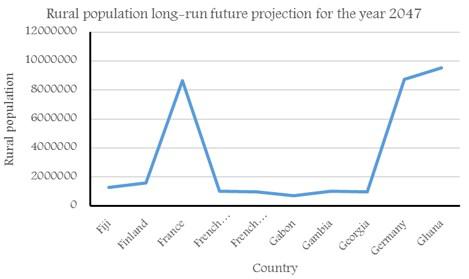 Rural population long-run future projection for the year 2047
12000000
10000000
8000000
6000000
4000000
2000000
0
Rural population
Fiji
Finland
France
French...
French...
Gabon
Gambia
Georgia
Germany
Ghana
Country